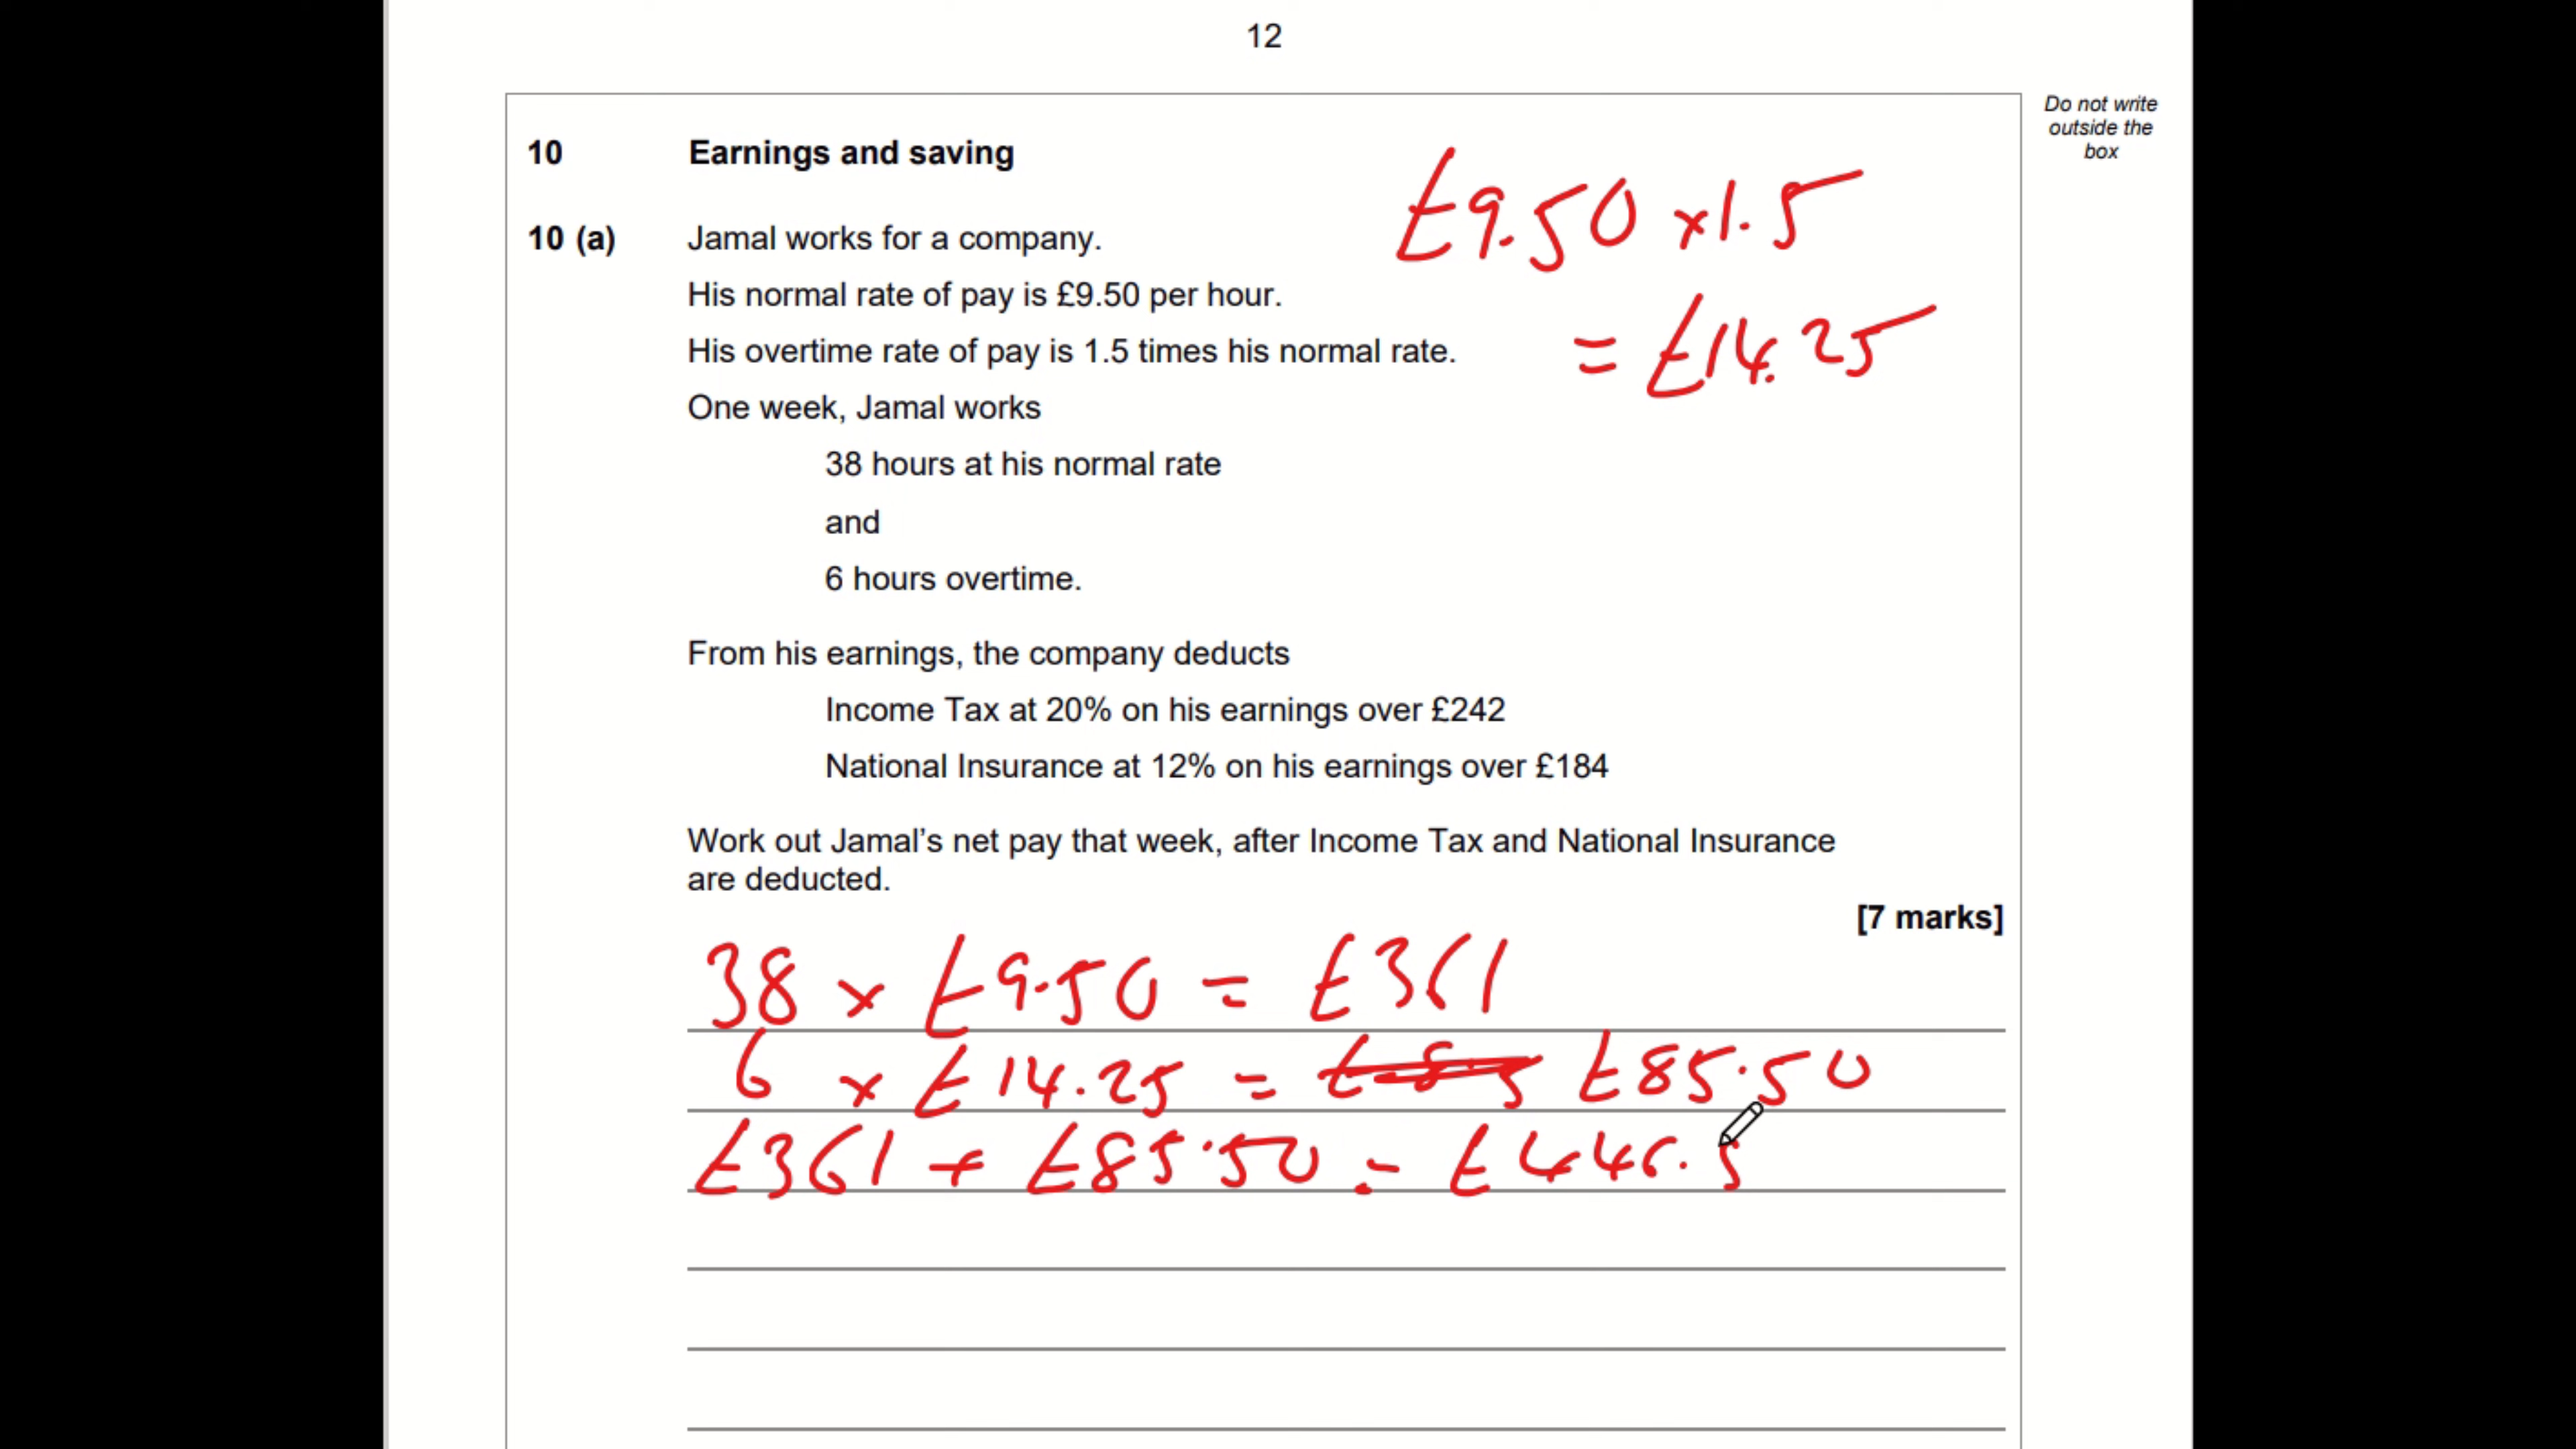 12
Do not write
outside the
box
10 Earnings and saving
£9.50 x 1.5
10 (a) Jamal works for a company.
His normal rate of pay is £9.50 per hour.
His overtime rate of pay is 1.5 times his normal rate.
= £14.25
One week, Jamal works
38 hours at his normal rate
and
6 hours overtime.
From his earnings, the company deducts
Income Tax at 20% on his earnings over £242
National Insurance at 12% on his earnings over £184
Work out Jamal's net pay that week, after Income Tax and National Insurance
are deducted.
[7 marks]
38 x £9.50 = £361
6 x £14.25 = £85.50
£361 + £85.50 = £446.5